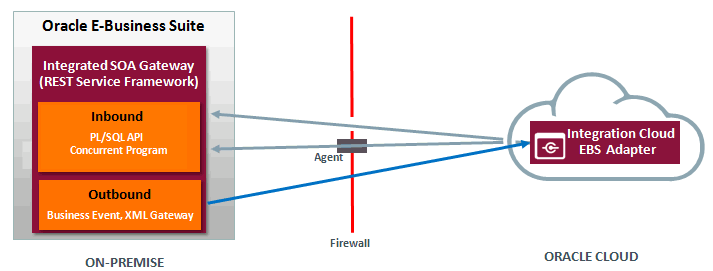 Oracle E-Business Suite
Integrated SOA Gateway
(REST Service Framework)
Inbound
PL/SQL API
Concurrent Program
Outbound
Business Event, XML Gateway
ON-PREMISE
Agent
Firewall
Integration Cloud
EBS Adapter
ORACLE CLOUD